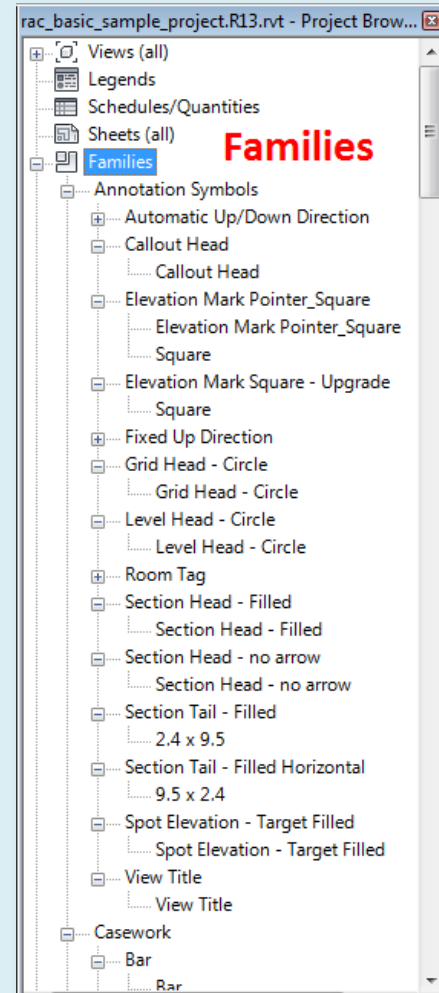 rac_basic_sample_project.R13.rvt - Project Brow...
Views (all)
Legends
Schedules/Quantities
Sheets (all)
Families
Families
Annotation Symbols
Automatic Up/Down Direction
Callout Head
Callout Head
Elevation Mark Pointer_Square
Elevation Mark Pointer_Square
Square
Elevation Mark Square - Upgrade
Square
Fixed Up Direction
Grid Head - Circle
Grid Head - Circle
Level Head - Circle
Level Head - Circle
Room Tag
Section Head - Filled
Section Head - Filled
Section Head - no arrow
Section Head - no arrow
Section Tail - Filled
2.4 x 9.5
Section Tail - Filled Horizontal
9.5 x 2.4
Spot Elevation - Target Filled
Spot Elevation - Target Filled
View Title
View Title
Casework
Bar
Bar